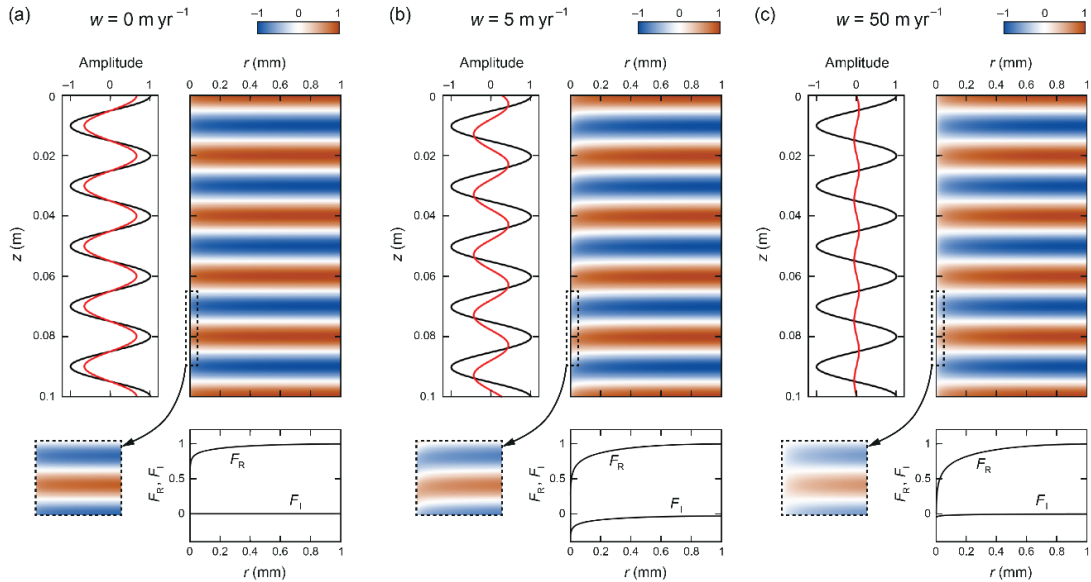 (a) w = 0 m yr⁻¹
−1 0 1
Amplitude
−1 0 1
r (mm)
0 0.2 0.4 0.6 0.8 1
0
0.02
0.04
0.06
0.08
0.1
z (m)
1
0.5
0
F_R, F_I
F_R
F_I
0 0.2 0.4 0.6 0.8 1
r (mm)
(b) w = 5 m yr⁻¹
−1 0 1
Amplitude
−1 0 1
r (mm)
0 0.2 0.4 0.6 0.8 1
0
0.02
0.04
0.06
0.08
0.1
z (m)
1
0.5
0
F_R, F_I
F_R
F_I
0 0.2 0.4 0.6 0.8 1
r (mm)
(c) w = 50 m yr⁻¹
−1 0 1
Amplitude
−1 0 1
r (mm)
0 0.2 0.4 0.6 0.8 1
0
0.02
0.04
0.06
0.08
0.1
z (m)
1
0.5
0
F_R, F_I
F_R
F_I
0 0.2 0.4 0.6 0.8 1
r (mm)